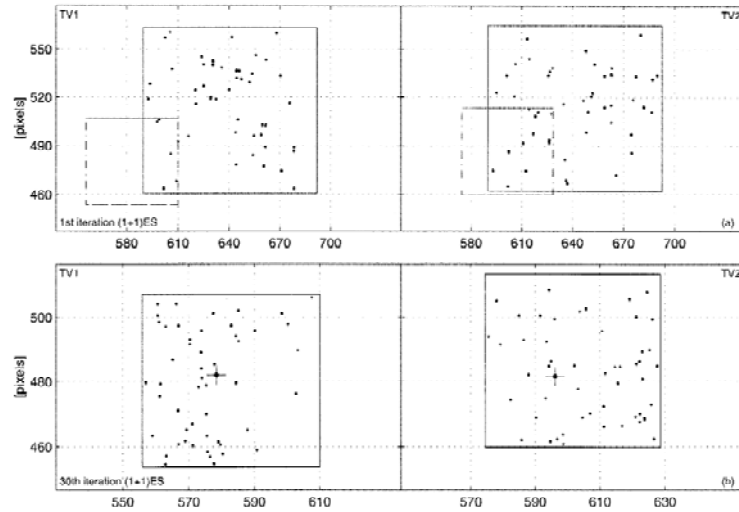 TV1
TV2
550
520
490
460
[pixels]
1st iteration (1+1)ES
(a)
580 610 640 670 700
580 610 640 670 700
TV1
TV2
500
480
460
[pixels]
30th iteration (1+1)ES
(b)
550 570 590 610
570 590 610 630